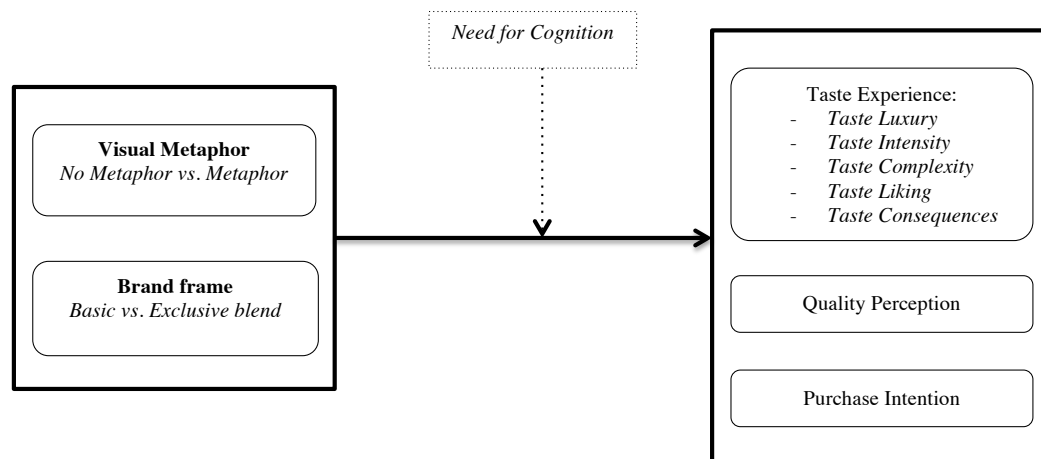 Need for Cognition
Visual Metaphor
No Metaphor vs. Metaphor
Brand frame
Basic vs. Exclusive blend
Taste Experience:
- Taste Luxury
- Taste Intensity
- Taste Complexity
- Taste Liking
- Taste Consequences
Quality Perception
Purchase Intention